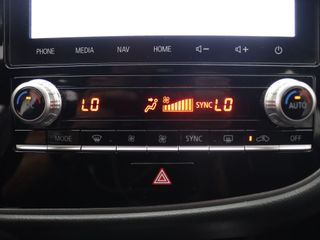 PHONE MEDIA NAV HOME
LO SYNC LO
AUTO
MODE SYNC OFF